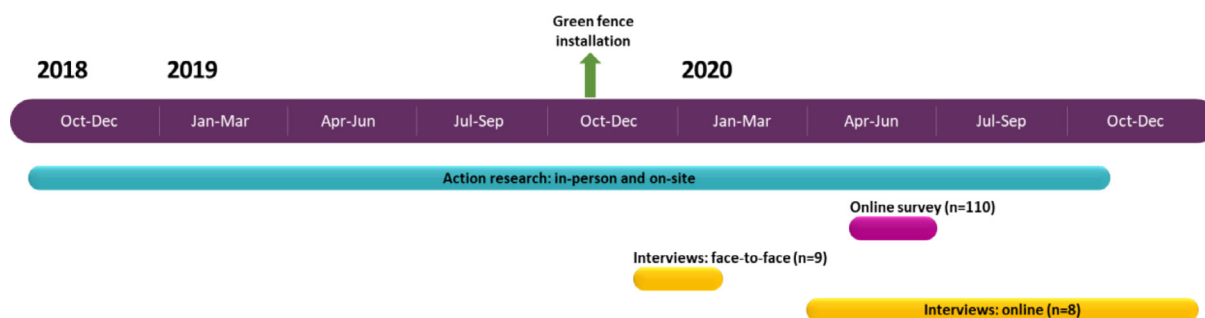 Green fence
installation
2018 2019 2020
Oct-Dec Jan-Mar Apr-Jun Jul-Sep Oct-Dec Jan-Mar Apr-Jun Jul-Sep Oct-Dec
Action research: in-person and on-site
Online survey (n=110)
Interviews: face-to-face (n=9)
Interviews: online (n=8)